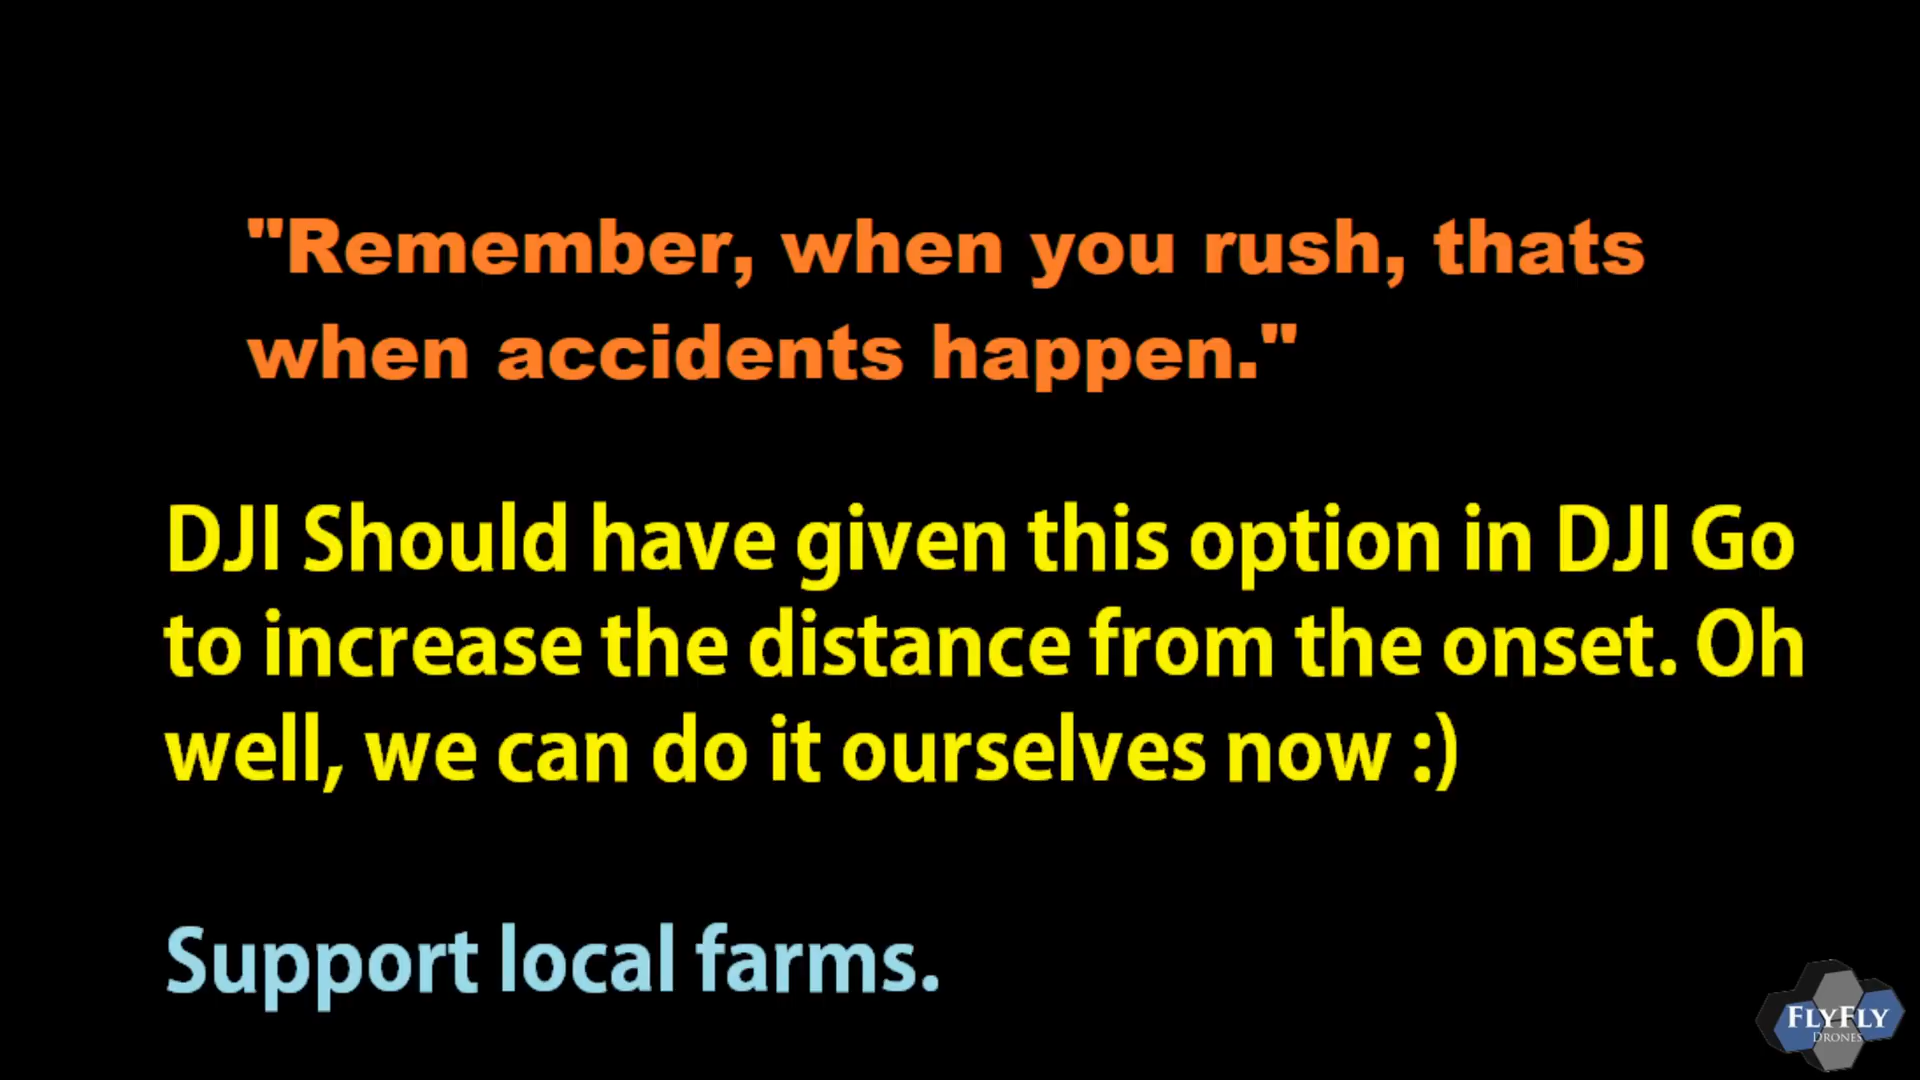 "Remember, when you rush, thats
when accidents happen."
DJI Should have given this option in DJI Go
to increase the distance from the onset. Oh
well, we can do it ourselves now :)
Support local farms.
FLYFLY
DRONES